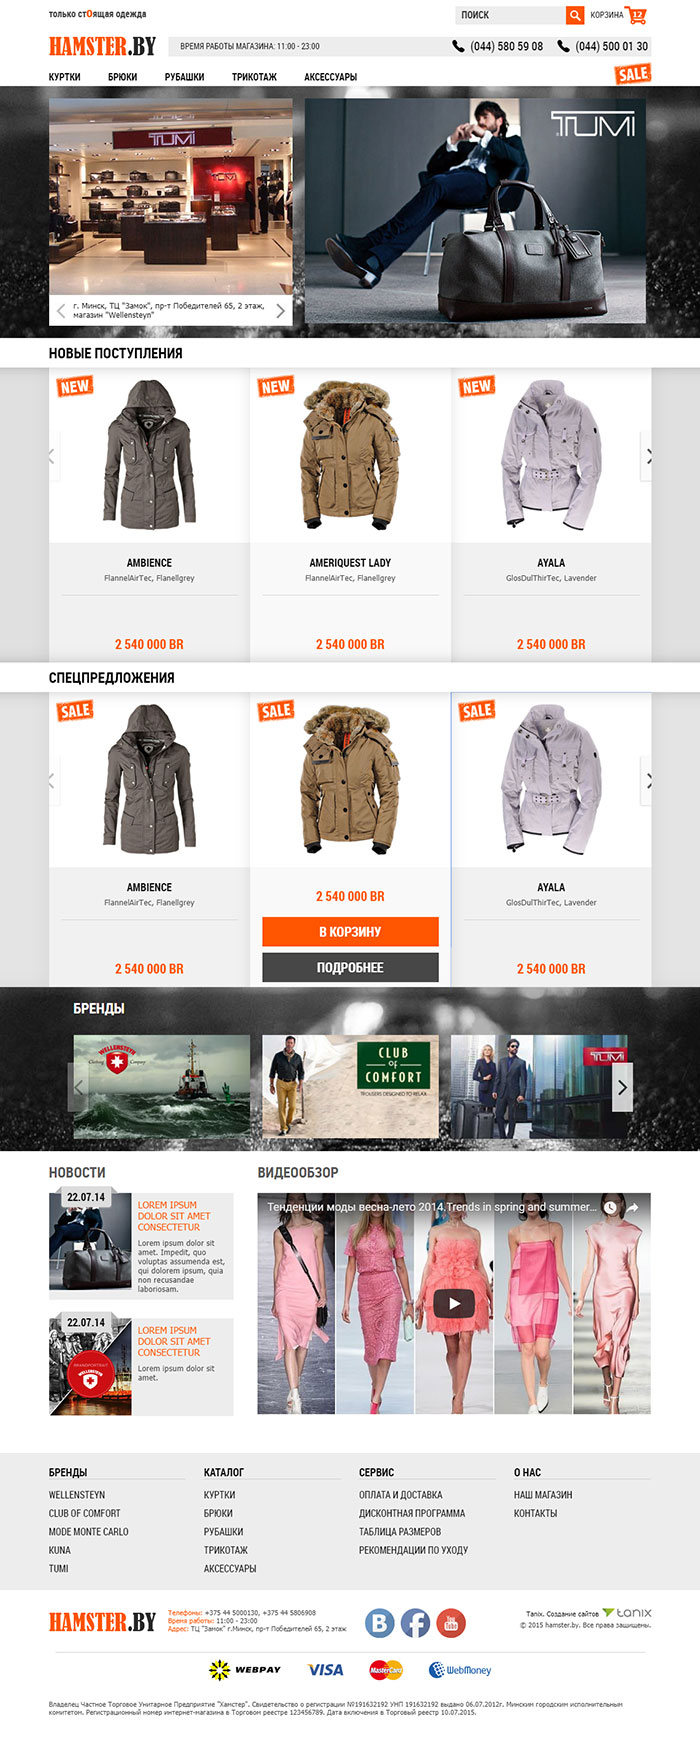 только стОящая одежда
ПОИСК
КОРЗИНА 12
HAMSTER.BY
ВРЕМЯ РАБОТЫ МАГАЗИНА: 11:00 - 23:00
(044) 580 59 08
(044) 500 01 30
КУРТКИ БРЮКИ РУБАШКИ ТРИКОТАЖ АКСЕССУАРЫ
SALE
TUMI
TUMI
г. Минск, ТЦ "Замок", пр-т Победителей 65, 2 этаж,
магазин "Wellensteyn"
НОВЫЕ ПОСТУПЛЕНИЯ
NEW NEW NEW
AMBIENCE AMERIQUEST LADY AYALA
FlannelAirTec, Flanellgrey FlannelAirTec, Flanellgrey GlosDulThirTec, Lavender
2 540 000 BR 2 540 000 BR 2 540 000 BR
СПЕЦПРЕДЛОЖЕНИЯ
SALE SALE SALE
AMBIENCE
FlannelAirTec, Flanellgrey
2 540 000 BR
2 540 000 BR
В КОРЗИНУ
ПОДРОБНЕЕ
AYALA
GlosDulThirTec, Lavender
2 540 000 BR
БРЕНДЫ
WELLENSTEYN
Clothing Company
CLUB
of
COMFORT
TROUSERS DESIGNED TO RELAX
TUMI
НОВОСТИ
22.07.14
LOREM IPSUM
DOLOR SIT AMET
CONSECTETUR
Lorem ipsum dolor sit
amet. Impedit, quo
voluptas assumenda est,
qui dolorem ipsum, quia
non recusandae
laboriosam.
22.07.14
LOREM IPSUM
DOLOR SIT AMET
CONSECTETUR
Lorem ipsum dolor sit
amet.
BRANDPORTRAIT
WELLENSTEYN
ВИДЕООБЗОР
Тенденции моды весна-лето 2014.Trends in spring and summer...
БРЕНДЫ
WELLENSTEYN
CLUB OF COMFORT
MODE MONTE CARLO
KUNA
TUMI
КАТАЛОГ
КУРТКИ
БРЮКИ
РУБАШКИ
ТРИКОТАЖ
АКСЕССУАРЫ
СЕРВИС
ОПЛАТА И ДОСТАВКА
ДИСКОНТНАЯ ПРОГРАММА
ТАБЛИЦА РАЗМЕРОВ
РЕКОМЕНДАЦИИ ПО УХОДУ
О НАС
НАШ МАГАЗИН
КОНТАКТЫ
HAMSTER.BY
Телефоны: +375 44 5000130, +375 44 5806908
Время работы: 11:00 - 23:00
Адрес: ТЦ "Замок" г.Минск, пр-т Победителей 65, 2 этаж
В f You Tube
Tanix. Создание сайтов tanix
© 2015 hamster.by. Все права защищены.
WEBPAY VISA MasterCard WebMoney
Владелец Частное Торговое Унитарное Предприятие "Хамстер". Свидетельство о регистрации №191632192 УНП 191632192 выдано 06.07.2012г. Минским городским исполнительным
комитетом. Регистрационный номер интернет-магазина в Торговом реестре 123456789. Дата включения в Торговый реестр 10.07.2015.